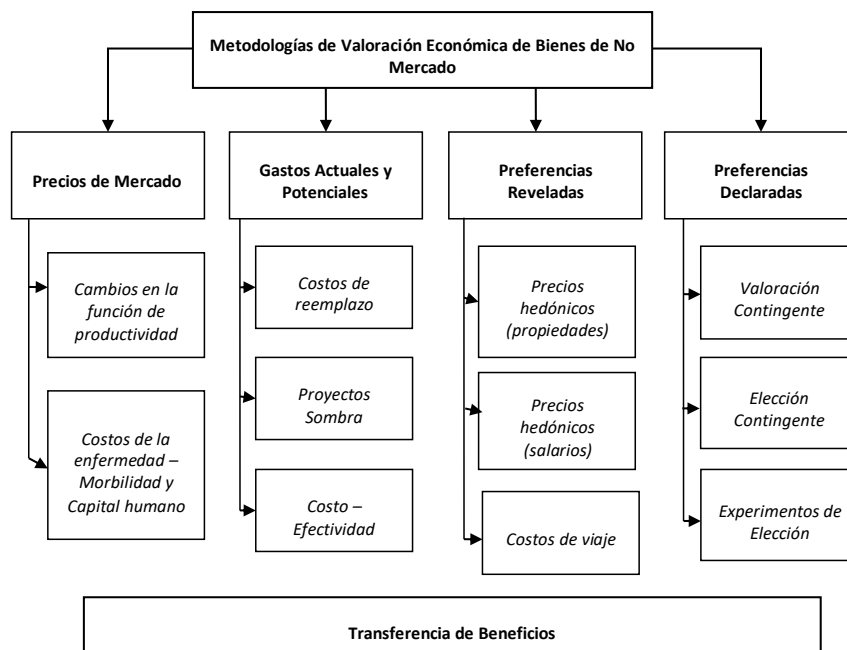 Metodologías de Valoración Económica de Bienes de No
Mercado
Precios de Mercado
Gastos Actuales y
Potenciales
Preferencias
Reveladas
Preferencias
Declaradas
Cambios en la
función de
productividad
Costos de la
enfermedad –
Morbilidad y
Capital humano
Costos de
reemplazo
Proyectos
Sombra
Costo –
Efectividad
Precios
hedónicos
(propiedades)
Precios
hedónicos
(salarios)
Costos de viaje
Valoración
Contingente
Elección
Contingente
Experimentos de
Elección
Transferencia de Beneficios